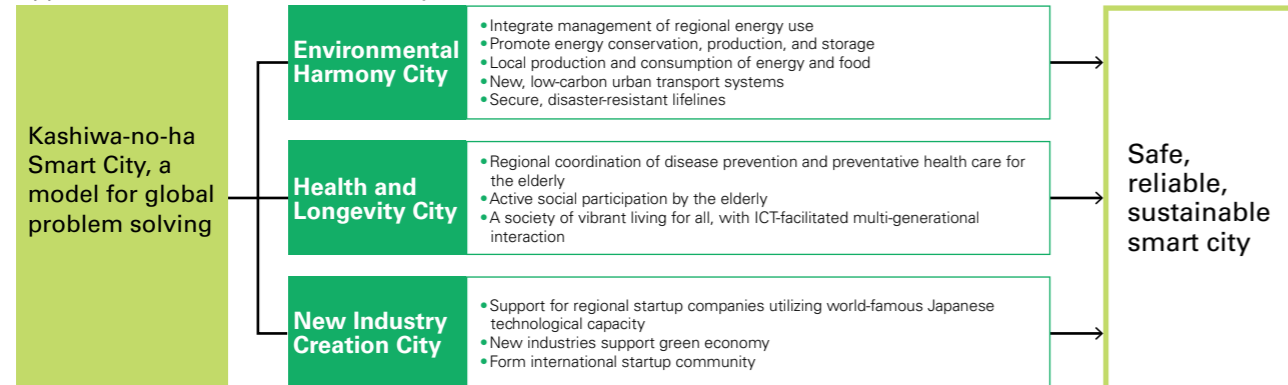 Kashiwa-no-ha
Smart City, a
model for global
problem solving
Environmental
Harmony City
• Integrate management of regional energy use
• Promote energy conservation, production, and storage
• Local production and consumption of energy and food
• New, low-carbon urban transport systems
• Secure, disaster-resistant lifelines
Health and
Longevity City
• Regional coordination of disease prevention and preventative health care for
the elderly
• Active social participation by the elderly
• A society of vibrant living for all, with ICT-facilitated multi-generational
interaction
New Industry
Creation City
• Support for regional startup companies utilizing world-famous Japanese
technological capacity
• New industries support green economy
• Form international startup community
Safe,
reliable,
sustainable
smart city